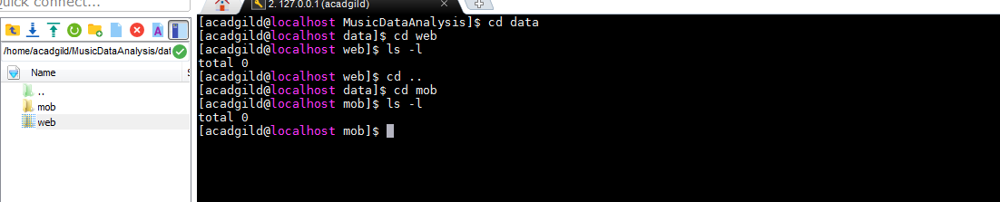 Quick connect...
2. 127.0.0.1 (acadgild)
/home/acadgild/MusicDataAnalysis/dat
Name
..
mob
web
[acadgild@localhost MusicDataAnalysis]$ cd data
[acadgild@localhost data]$ cd web
[acadgild@localhost web]$ ls -l
total 0
[acadgild@localhost web]$ cd ..
[acadgild@localhost data]$ cd mob
[acadgild@localhost mob]$ ls -l
total 0
[acadgild@localhost mob]$